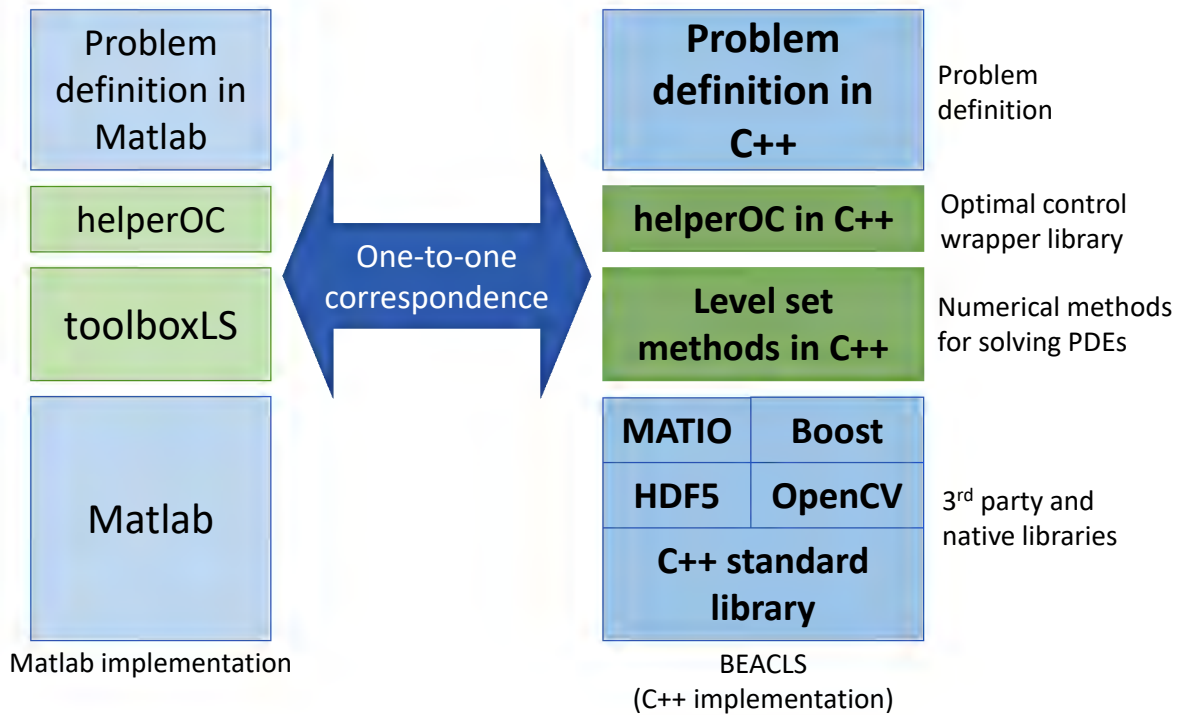 Problem
definition in
Matlab
helperOC
toolboxLS
Matlab
Matlab implementation
One-to-one
correspondence
Problem
definition in
C++
helperOC in C++
Level set
methods in C++
MATIO
Boost
HDF5
OpenCV
C++ standard
library
BEACLS
(C++ implementation)
Problem
definition
Optimal control
wrapper library
Numerical methods
for solving PDEs
3rd party and
native libraries